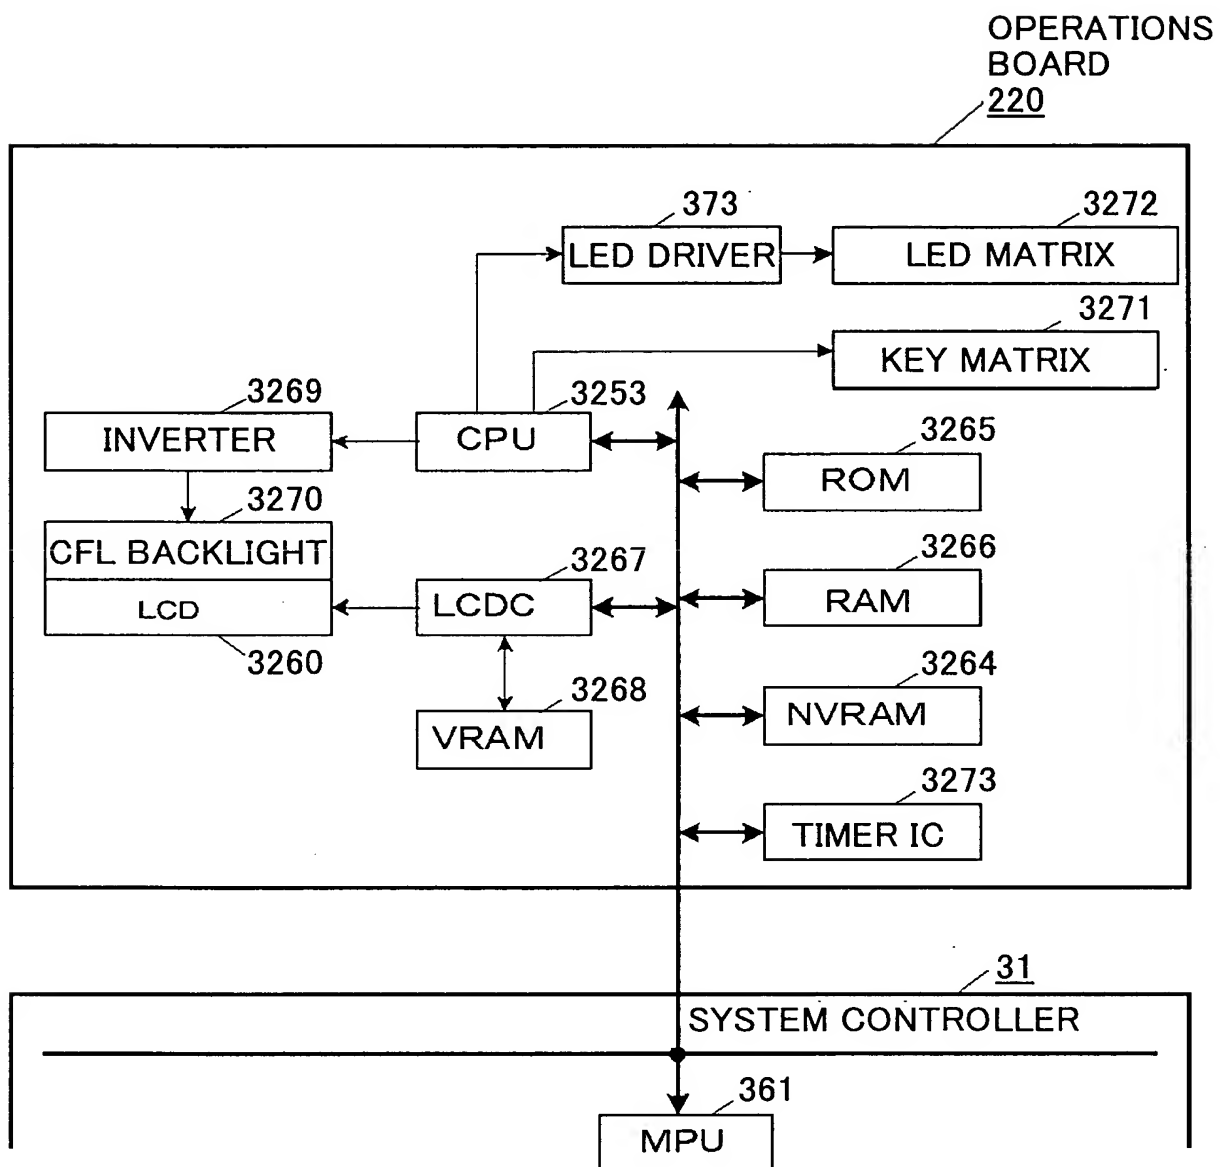 OPERATIONS
BOARD
220
373
3272
LED DRIVER
LED MATRIX
3271
KEY MATRIX
3269
3253
INVERTER
CPU
3265
ROM
3270
CFL BACKLIGHT
3267
3266
LCD
LCDC
RAM
3260
3268
3264
VRAM
NVRAM
3273
TIMER IC
31
SYSTEM CONTROLLER
361
MPU